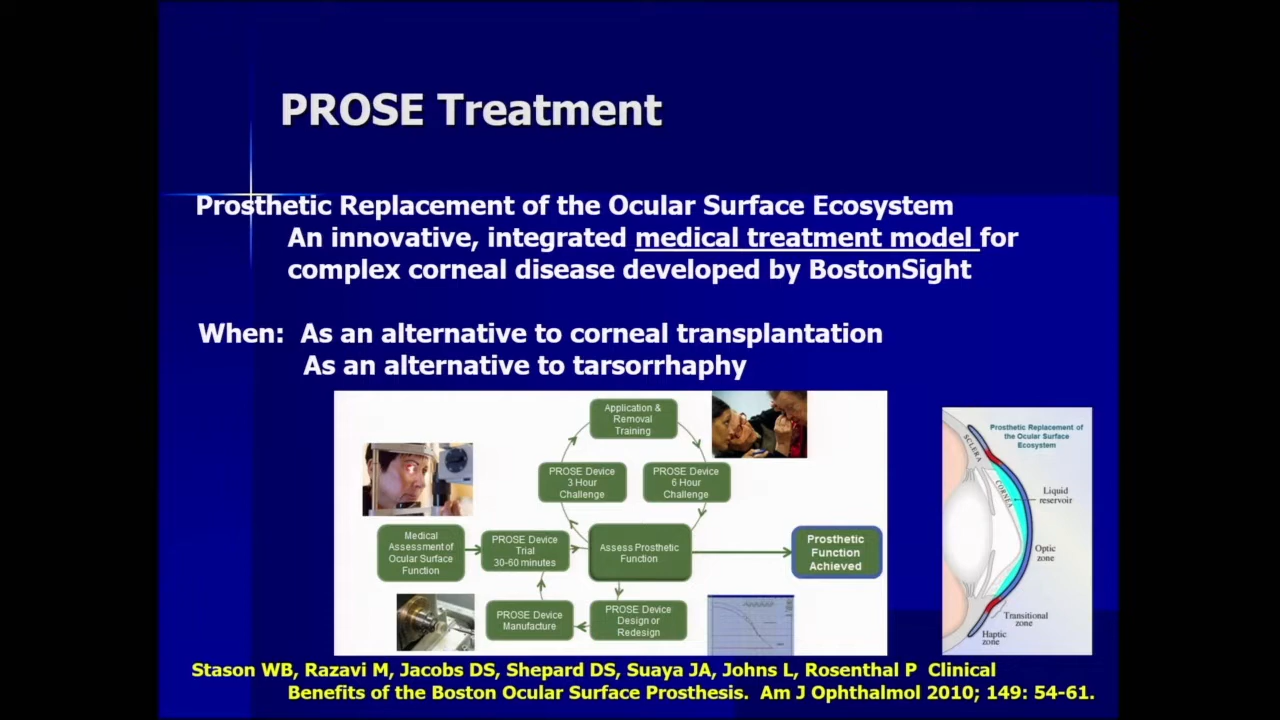 PROSE Treatment
Prosthetic Replacement of the Ocular Surface Ecosystem
An innovative, integrated medical treatment model for
complex corneal disease developed by BostonSight
When: As an alternative to corneal transplantation
As an alternative to tarsorrhaphy
Application &
Removal
Training
PROSE Device
3 Hour
Challenge
PROSE Device
6 Hour
Challenge
Medical
Assessment of
Ocular Surface
Function
PROSE Device
Trial
30-60 minutes
Assess Prosthetic
Function
Prosthetic
Function
Achieved
PROSE Device
Manufacture
PROSE Device
Design or
Redesign
Prosthetic Replacement of
the Ocular Surface
Ecosystem
SCLERA
CORNEA
Liquid
reservoir
Optic
zone
Transitional
zone
Haptic
zone
Stason WB, Razavi M, Jacobs DS, Shepard DS, Suaya JA, Johns L, Rosenthal P Clinical
Benefits of the Boston Ocular Surface Prosthesis. Am J Ophthalmol 2010; 149: 54-61.